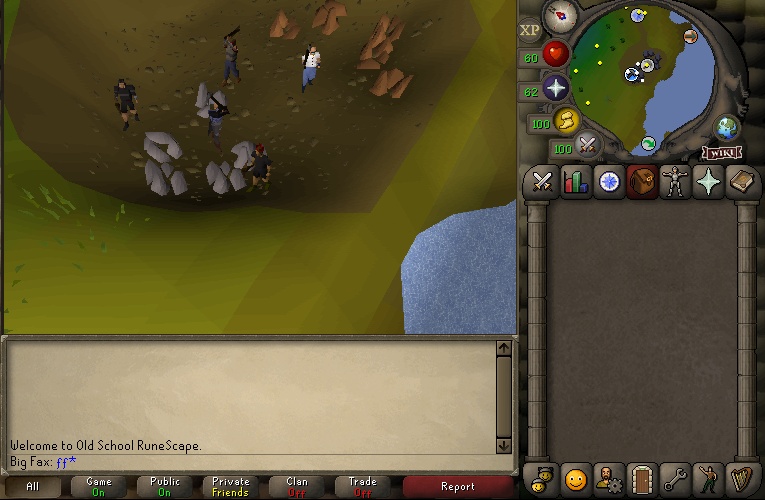 XP
60
62
100
100
WIKI
Welcome to Old School RuneScape.
Big Fax: ff*
All
Game
On
Public
On
Private
Friends
Clan
Off
Trade
Off
Report